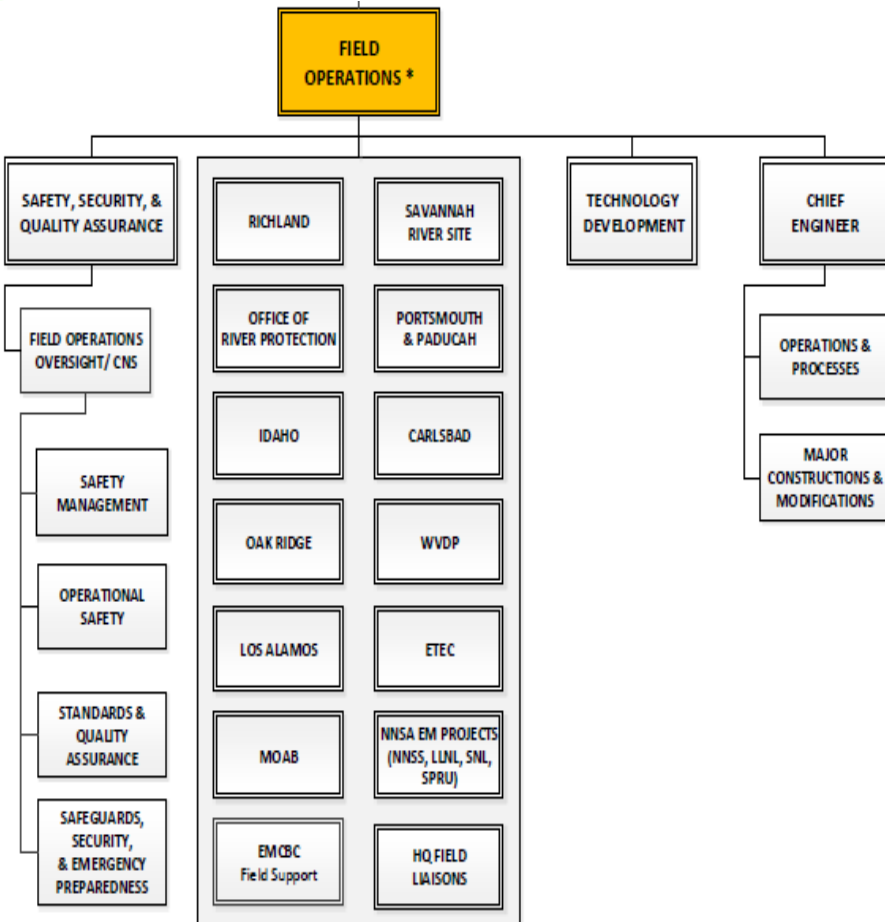 FIELD
OPERATIONS *
SAFETY, SECURITY, &
QUALITY ASSURANCE
FIELD OPERATIONS
OVERSIGHT/ CNS
SAFETY
MANAGEMENT
OPERATIONAL
SAFETY
STANDARDS &
QUALITY
ASSURANCE
SAFEGUARDS,
SECURITY,
& EMERGENCY
PREPAREDNESS
RICHLAND
SAVANNAH
RIVER SITE
OFFICE OF
RIVER PROTECTION
PORTSMOUTH
& PADUCAH
IDAHO
CARLSBAD
OAK RIDGE
WVDP
LOS ALAMOS
ETEC
MOAB
NNSA EM PROJECTS
(NNSS, LLNL, SNL,
SPRU)
EMCBC
Field Support
HQ FIELD
LIAISONS
TECHNOLOGY
DEVELOPMENT
CHIEF
ENGINEER
OPERATIONS &
PROCESSES
MAJOR
CONSTRUCTIONS &
MODIFICATIONS